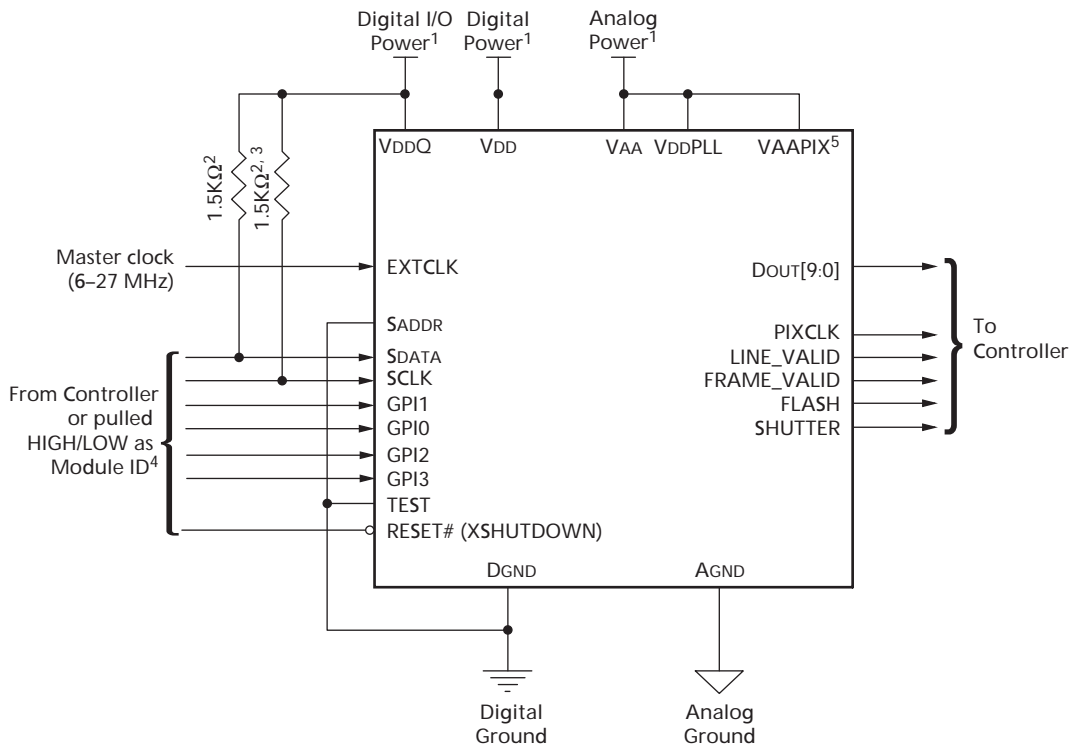 Digital I/O
Power¹
Digital
Power¹
Analog
Power¹
VDDQ
VDD
VAA
VDDPLL
VAAPIX⁵
1.5KΩ²
1.5KΩ²˒ ³
Master clock
(6–27 MHz)
EXTCLK
SADDR
SDATA
SCLK
GPI1
GPI0
GPI2
GPI3
TEST
RESET# (XSHUTDOWN)
From Controller
or pulled
HIGH/LOW as
Module ID⁴
DOUT[9:0]
PIXCLK
LINE_VALID
FRAME_VALID
FLASH
SHUTTER
To
Controller
DGND
AGND
Digital
Ground
Analog
Ground